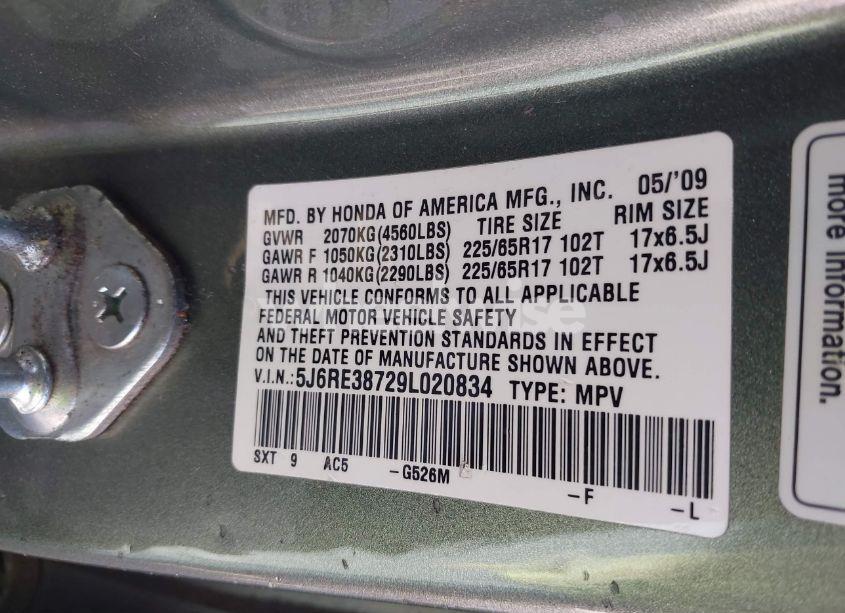 MFD. BY HONDA OF AMERICA MFG., INC. 05/'09
GVWR 2070KG(4560LBS) TIRE SIZE RIM SIZE
GAWR F 1050KG(2310LBS) 225/65R17 102T 17x6.5J
GAWR R 1040KG(2290LBS) 225/65R17 102T 17x6.5J
THIS VEHICLE CONFORMS TO ALL APPLICABLE
FEDERAL MOTOR VEHICLE SAFETY
AND THEFT PREVENTION STANDARDS IN EFFECT
ON THE DATE OF MANUFACTURE SHOWN ABOVE.
V.I.N.: 5J6RE38729L020834 TYPE: MPV
SXT 9 AC5 -G526M
-F
-L
more information.